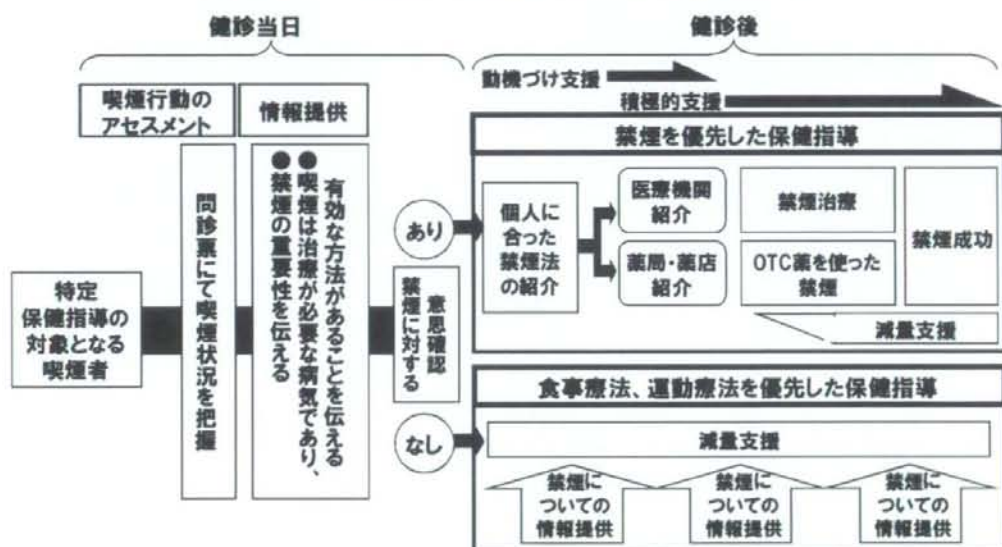 健診当日
健診後
動機づけ支援
積極的支援
喫煙行動の
アセスメント
情報提供
禁煙を優先した保健指導
特定
保健指導の
対象となる
喫煙者
問診票にて喫煙状況を把握
●禁煙の重要性を伝える
●喫煙は治療が必要な病気であり、
有効な方法があることを伝える
あり
禁煙に対する
意思確認
なし
個人に
合った
禁煙法
の紹介
医療機関
紹介
薬局・薬店
紹介
禁煙治療
OTC薬を使った
禁煙
禁煙成功
減量支援
食事療法、運動療法を優先した保健指導
減量支援
禁煙に
ついての
情報提供
禁煙に
ついての
情報提供
禁煙に
ついての
情報提供